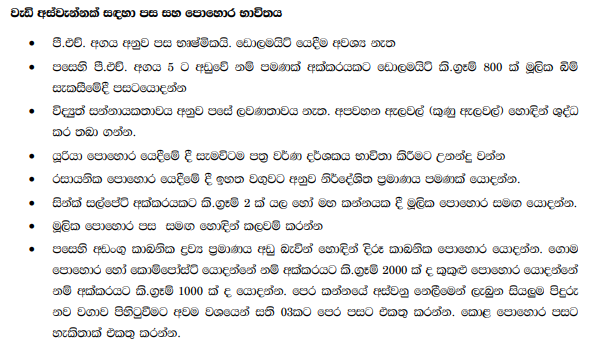 වැඩි අස්වැන්නක් සඳහා පස සහ පොහොර භාවිතය
• පී.එච්. අගය අනුව පස භෂ්මිකයි. ඩොලමයිට් යෙදීම අවශ්‍ය නැත
• පසෙහි පී.එච්. අගය 5 ට අඩුවේ නම් පමණක් අක්කරයකට ඩොලමයිට් කි.ග්‍රෑම් 800 ක් මූලික බිම්
සැකසීමේදී පසටයොදන්න
• විද්‍යුත් සන්නායකතාවය අනුව පසේ ලවණතාවය නැත. අපවහන ඇලවල් (කුණු ඇලවල්) හොඳින් ශුද්ධ
කර තබා ගන්න.
• යූරියා පොහොර යෙදීමේ දී සැමවිටම පත්‍ර වර්ණ දර්ශකය භාවිතා කිරීමට උනන්දු වන්න
• රසායනික පොහොර යෙදීමේ දී ඉහත වගුවට අනුව නිර්දේශිත ප්‍රමාණය පමණක් යොදන්න.
• සින්ක් සල්පේට් අක්කරයකට කි.ග්‍රෑම් 2 ක් යල හෝ මහ කන්නයක දී මූලික පොහොර සමඟ යොදන්න.
• මූලික පොහොර පස සමඟ හොඳින් කලවම් කරන්න
• පසෙහි අඩංගු කාබනික ද්‍රව්‍ය ප්‍රමාණය අඩු බැවින් හොඳින් දිරූ කාබනික පොහොර යොදන්න. ගොම
පොහොර හෝ කොම්පෝස්ට් යොදන්නේ නම් අක්කරයට කි.ග්‍රෑම් 2000 ක් ද කුකුළු පොහොර යොදන්නේ
නම් අක්කරයට කි.ග්‍රෑම් 1000 ක් ද යොදන්න. පෙර කන්නයේ අස්වනු නෙලීමෙන් ලැබුන සියලුම පිදුරු
නව වගාව පිහිටුවීමට අවම වශයෙන් සති 03කට පෙර පසට එකතු කරන්න. කොළ පොහොර පසට
හැකිතාක් එකතු කරන්න.